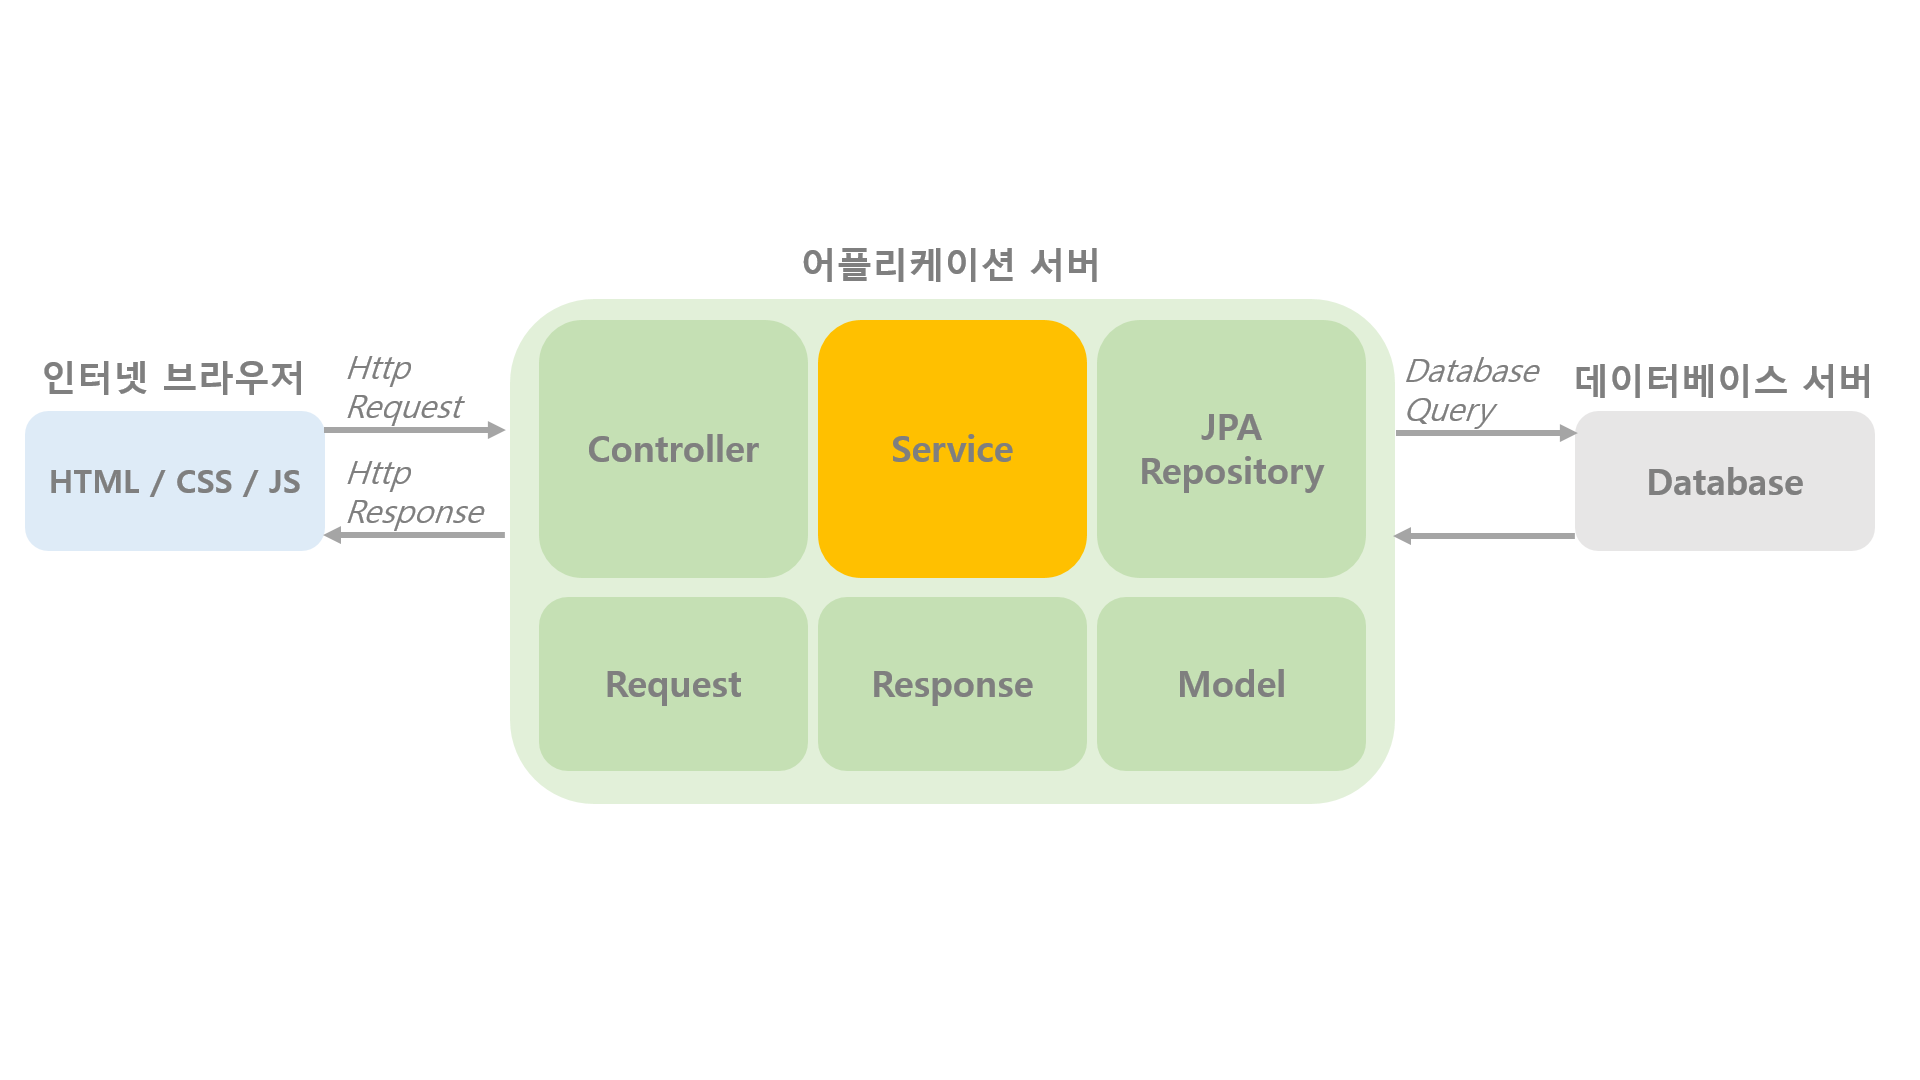 어플리케이션 서버
인터넷 브라우저
HTML / CSS / JS
Http
Request
Http
Response
Controller
Service
JPA
Repository
Request
Response
Model
Database
Query
데이터베이스 서버
Database